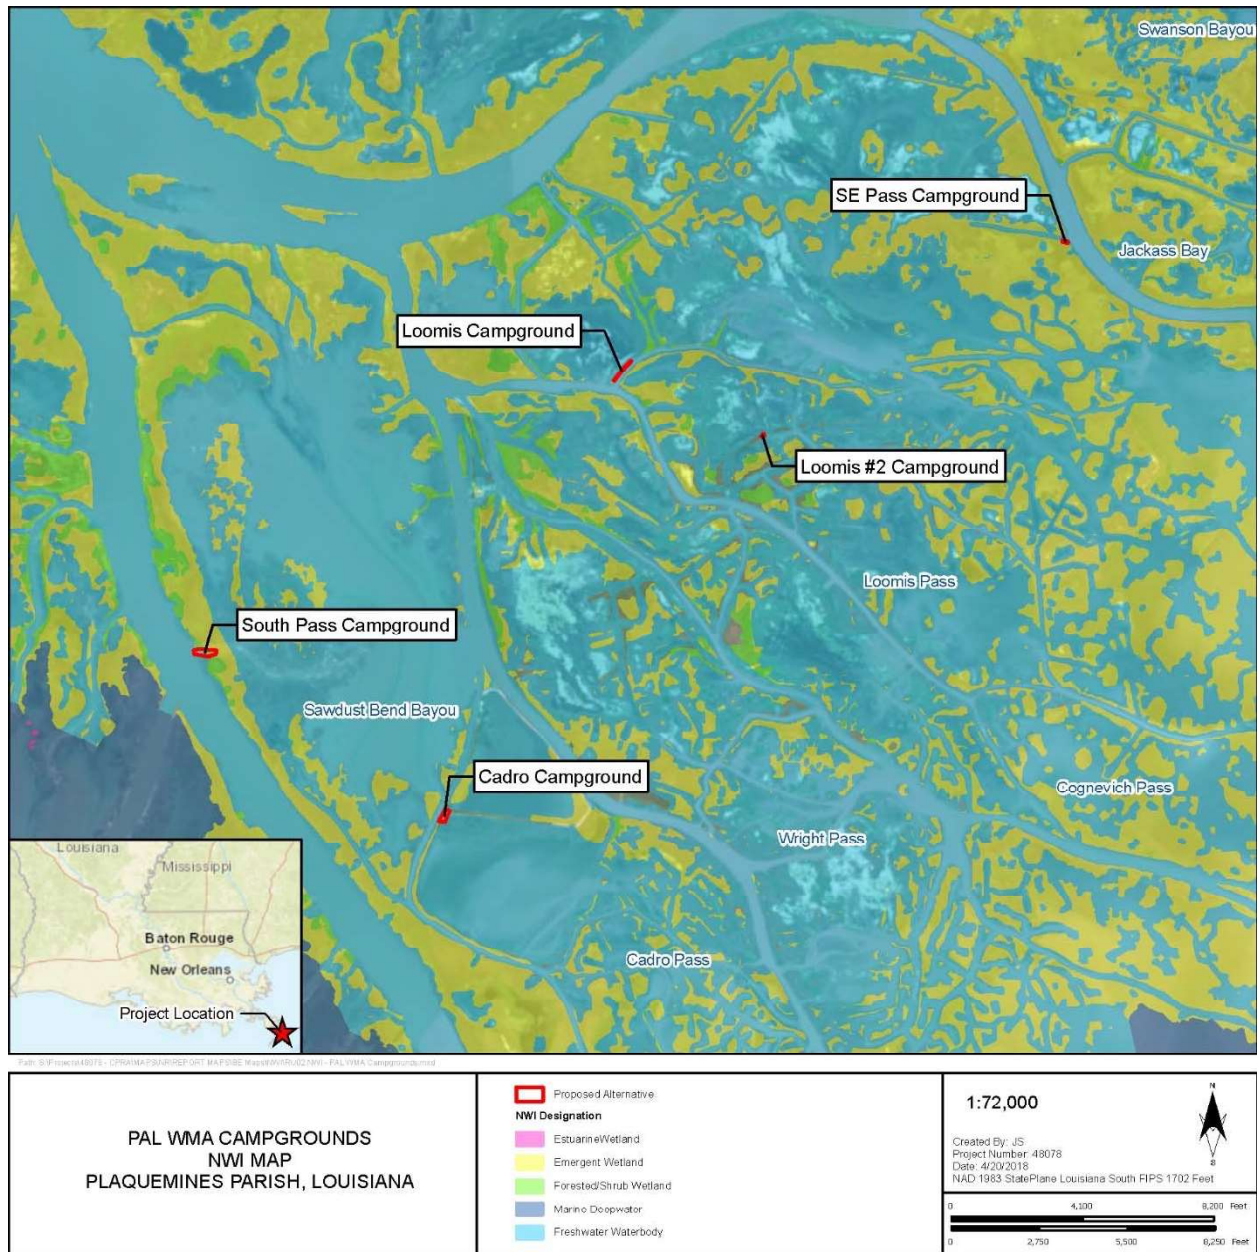 Swanson Bayou
SE Pass Campground
Jackass Bay
Loomis Campground
Loomis #2 Campground
Loomis Pass
South Pass Campground
Sawdust Bend Bayou
Cadro Campground
Cognevich Pass
Wright Pass
Cadro Pass
Louisiana
Mississippi
Baton Rouge
New Orleans
Project Location
PAL WMA CAMPGROUNDS
NWI MAP
PLAQUEMINES PARISH, LOUISIANA
Proposed Alternative
NWI Designation
EstuarineWetland
Emergent Wetland
Forested/Shrub Wetland
Marine Deepwater
Freshwater Waterbody
1:72,000
N
S
Created By: JS
Project Number: 48078
Date: 4/20/2018
NAD 1983 StatePlane Louisiana South FIPS 1702 Feet
0 4,100 8,200 Feet
0 2,750 5,500 8,250 Feet